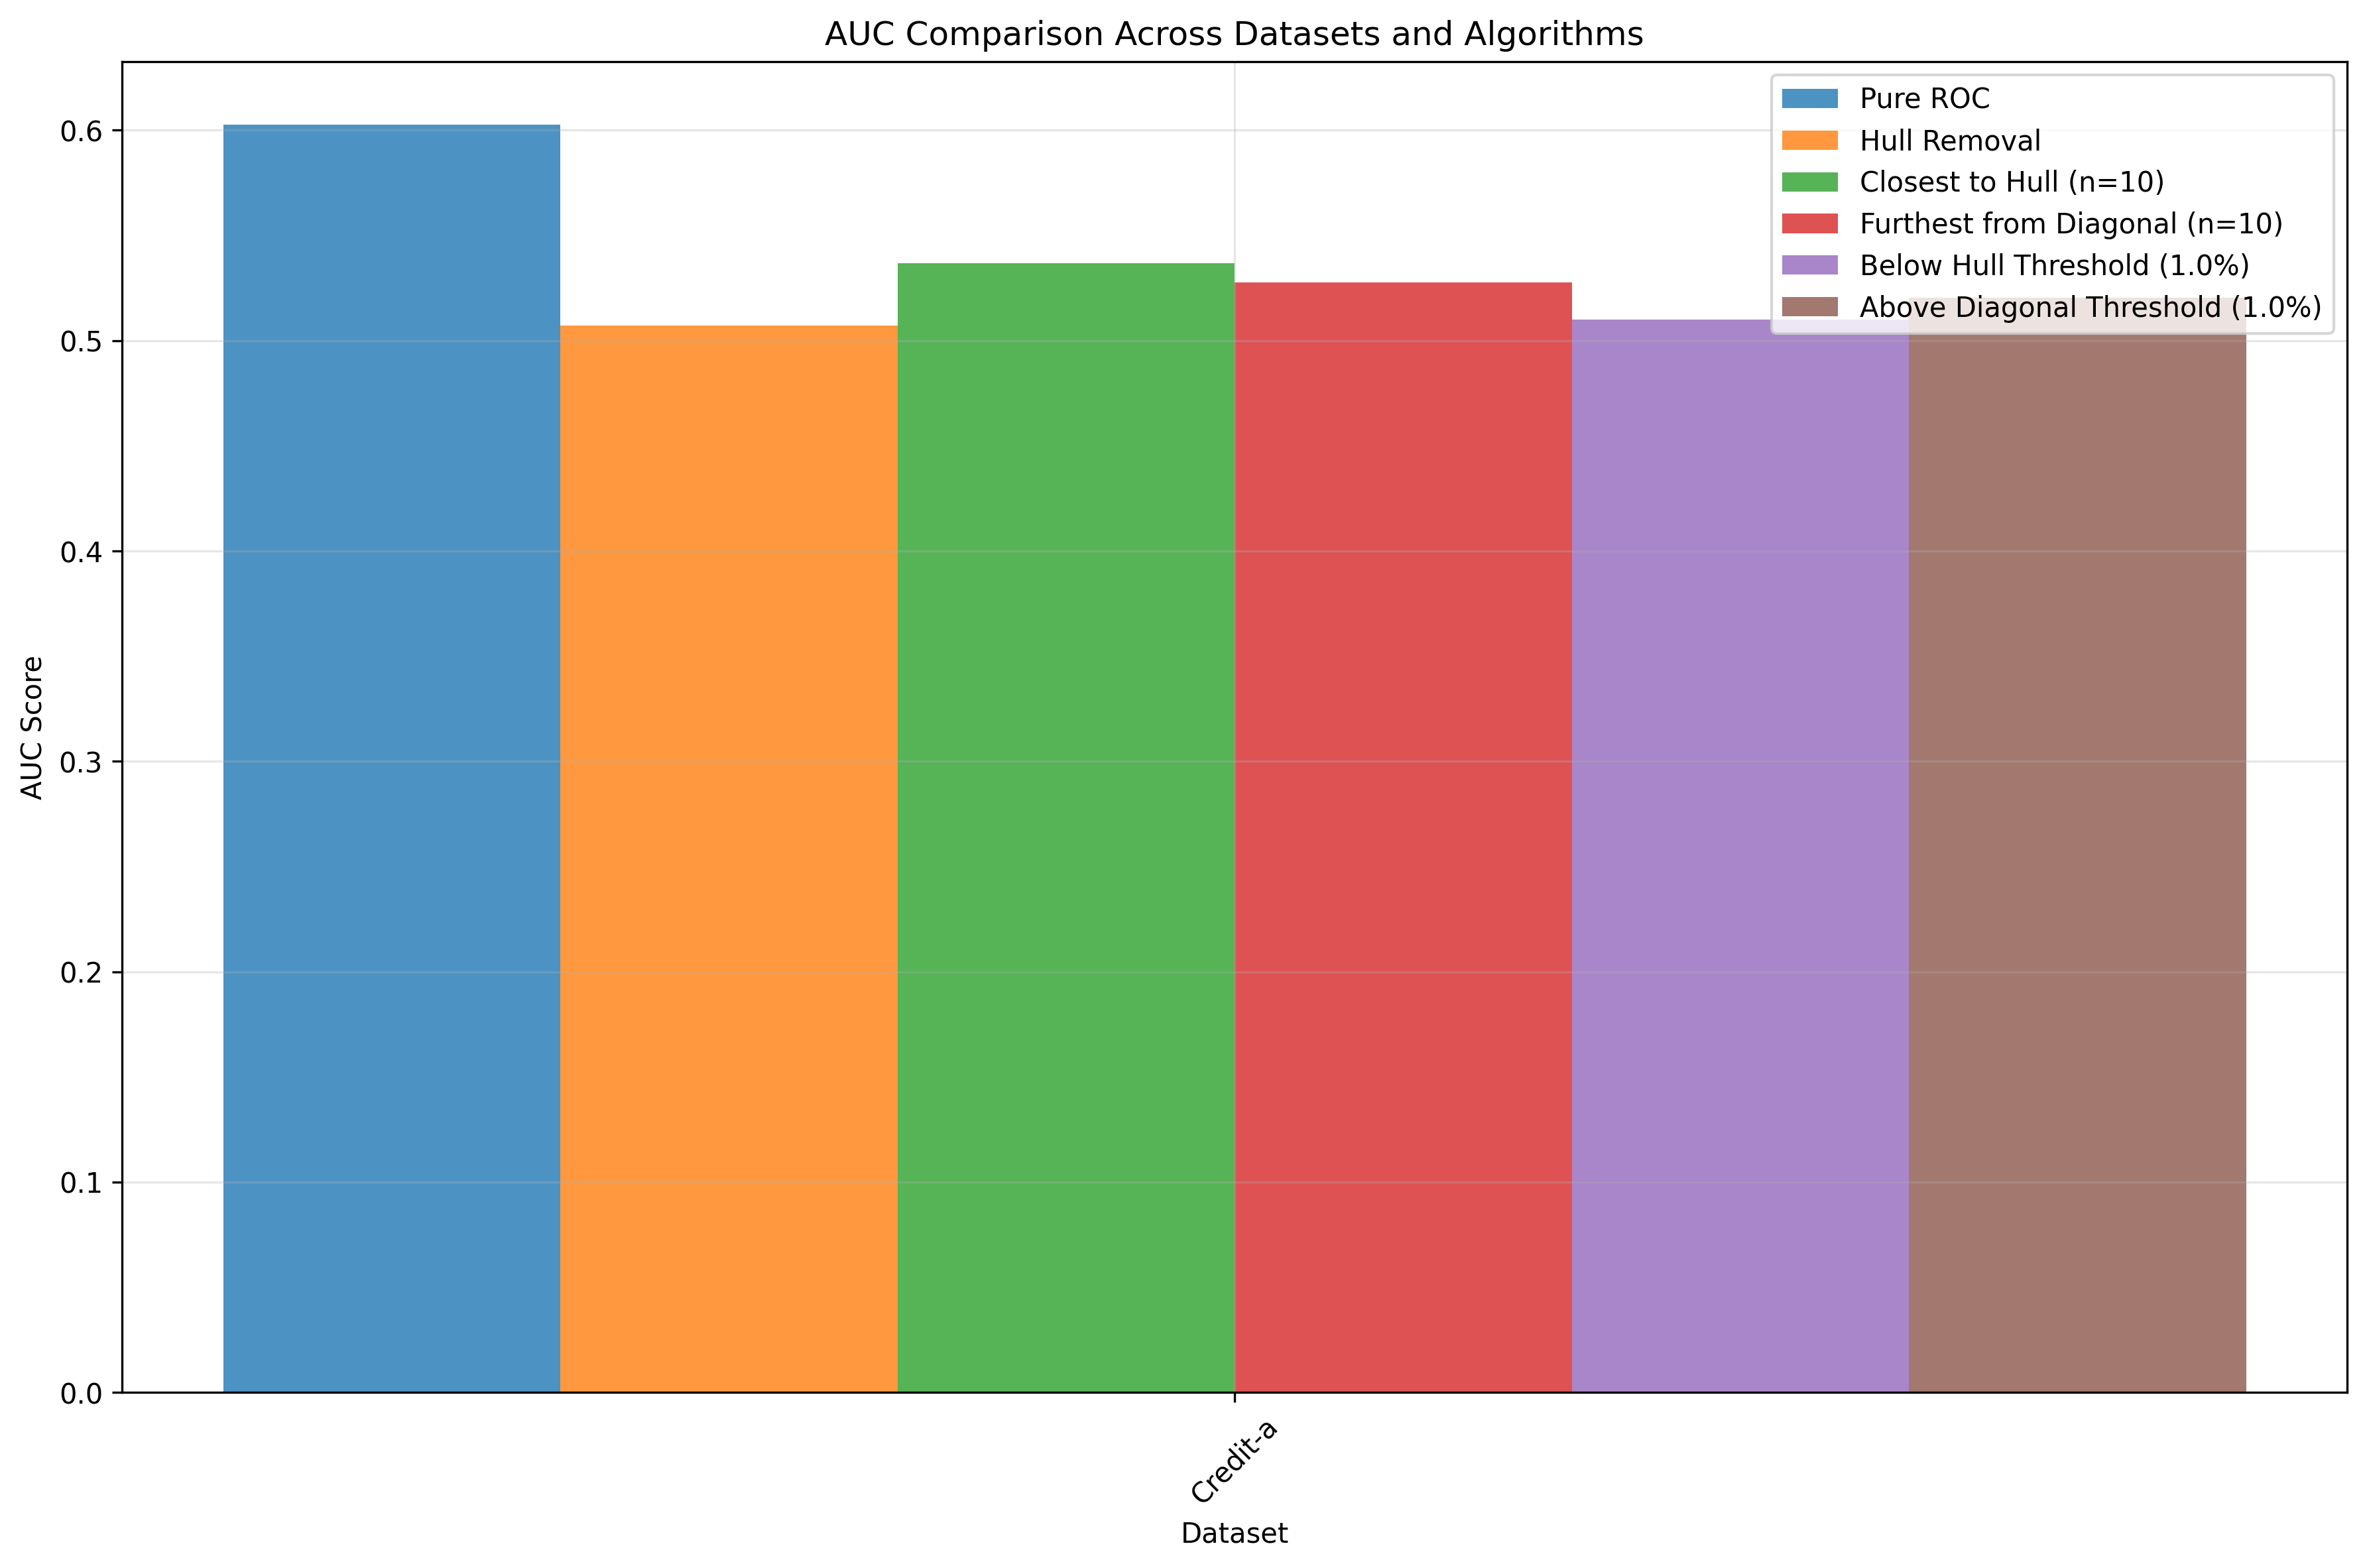 AUC Comparison Across Datasets and Algorithms
Pure ROC
Hull Removal
Closest to Hull (n=10)
Furthest from Diagonal (n=10)
Below Hull Threshold (1.0%)
Above Diagonal Threshold (1.0%)
AUC Score
0.6
0.5
0.4
0.3
0.2
0.1
0.0
Credit-a
Dataset